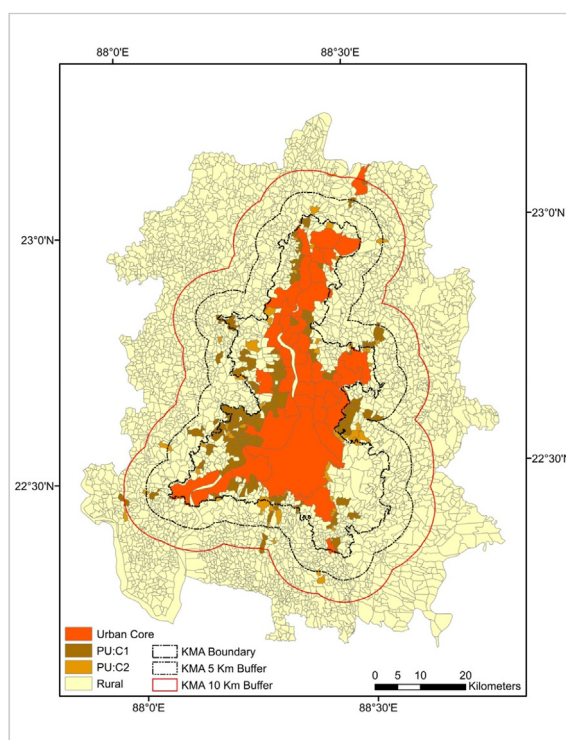 88°0'E 88°30'E
23°0'N 23°0'N
22°30'N 22°30'N
Urban Core
PU:C1 KMA Boundary
PU:C2 KMA 5 Km Buffer
Rural KMA 10 Km Buffer
0 5 10 20
Kilometers
88°0'E 88°30'E